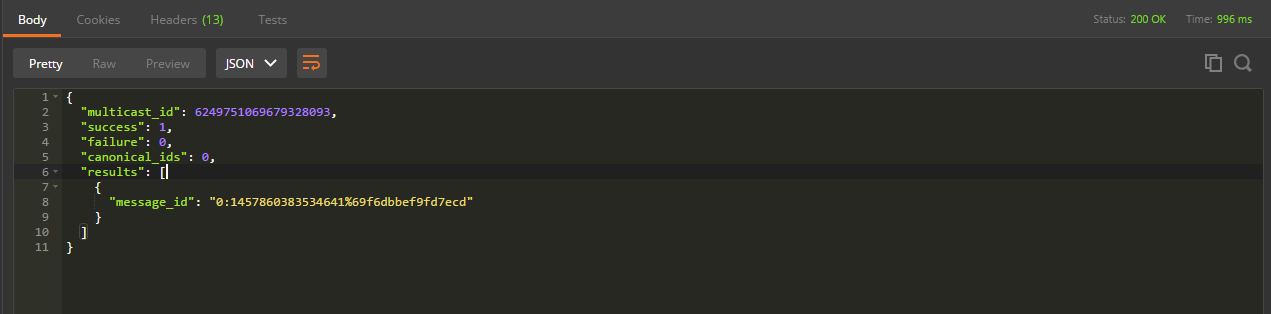 Body Cookies Headers (13) Tests Status: 200 OK Time: 996 ms
Pretty Raw Preview JSON
1 {
2 "multicast_id": 6249751069679328093,
3 "success": 1,
4 "failure": 0,
5 "canonical_ids": 0,
6 "results": [
7 {
8 "message_id": "0:1457860383534641%69f6dbbef9fd7ecd"
9 }
10 ]
11 }